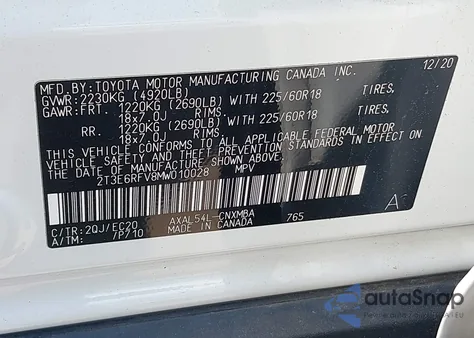 MFD.BY:TOYOTA MOTOR MANUFACTURING CANADA INC. 12/20
GVWR:2230KG (4920LB)
GAWR:FRT. 1220KG (2690LB) WITH 225/60R18 TIRES,
18x7.0J RIMS.
RR. 1220KG (2690LB) WITH 225/60R18 TIRES,
18x7.0J RIMS.
THIS VEHICLE CONFORMS TO ALL APPLICABLE FEDERAL MOTOR
VEHICLE SAFETY AND THEFT PREVENTION STANDARDS IN EFFECT
ON THE DATE OF MANUFACTURE SHOWN ABOVE.
2T3E6RFV8MW010028 MPV
A
C/TR:2QJ/EC20 AXAL54L-CNXMBA 765
A/TM: /P710 MADE IN CANADA
autoSnap